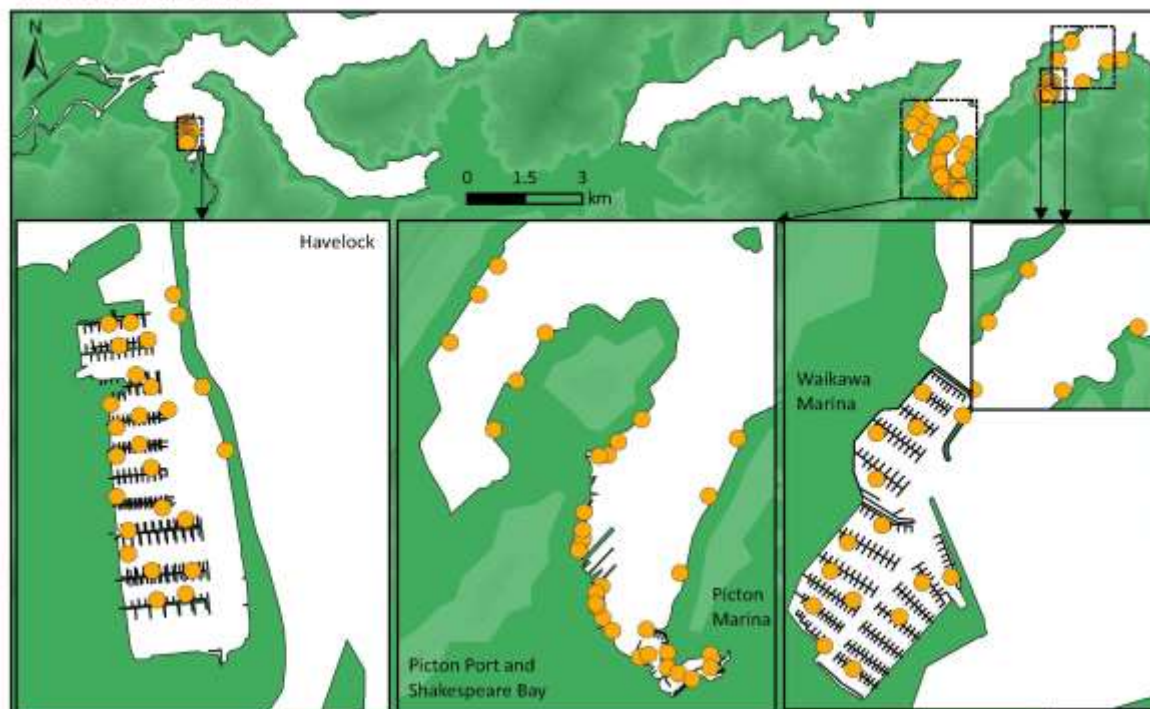 N
0 1.5 3
km
Havelock
Waikawa
Marina
Picton
Marina
Picton Port and
Shakespeare Bay